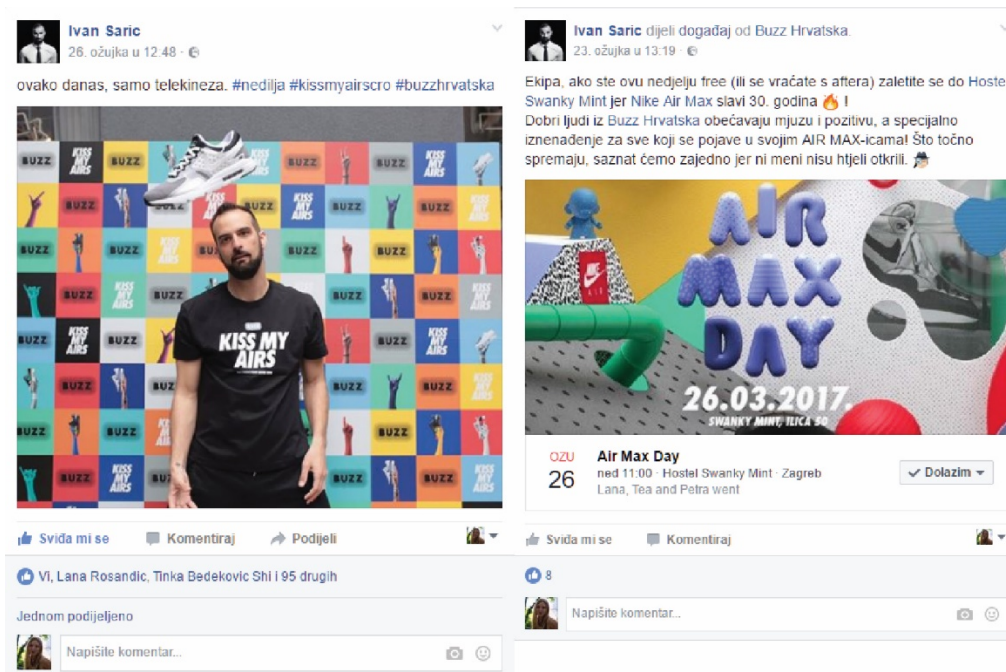 Ivan Saric
26. ožujka u 12:48
ovako danas, samo telekineza. #nedilja #kissmyairscro #buzzhrvatska
BUZZ
KISS MY AIRS
KISS MY
AIRS
Sviđa mi se Komentiraj Podijeli
Vi, Lana Rosandic, Tinka Bedekovic Shi i 95 drugih
Jednom podijeljeno
Napišite komentar...
Ivan Saric dijeli događaj od Buzz Hrvatska.
23. ožujka u 13:19
Ekipa, ako ste ovu nedjelju free (ili se vraćate s aftera) zaletite se do Hostel
Swanky Mint jer Nike Air Max slavi 30. godina !
Dobri ljudi iz Buzz Hrvatska obećavaju mjuzu i pozitivu, a specijalno
iznenađenje za sve koji se pojave u svojim AIR MAX-icama! Što točno
spremaju, saznat ćemo zajedno jer ni meni nisu htjeli otkrili.
NIKE
AIR
AIR
MAX
DAY
26.03.2017.
SWANKY MINT, ILICA 50
OŽU
26
Air Max Day
ned 11:00 · Hostel Swanky Mint · Zagreb
Lana, Tea and Petra went
Dolazim
Sviđa mi se Komentiraj
8
Napišite komentar...